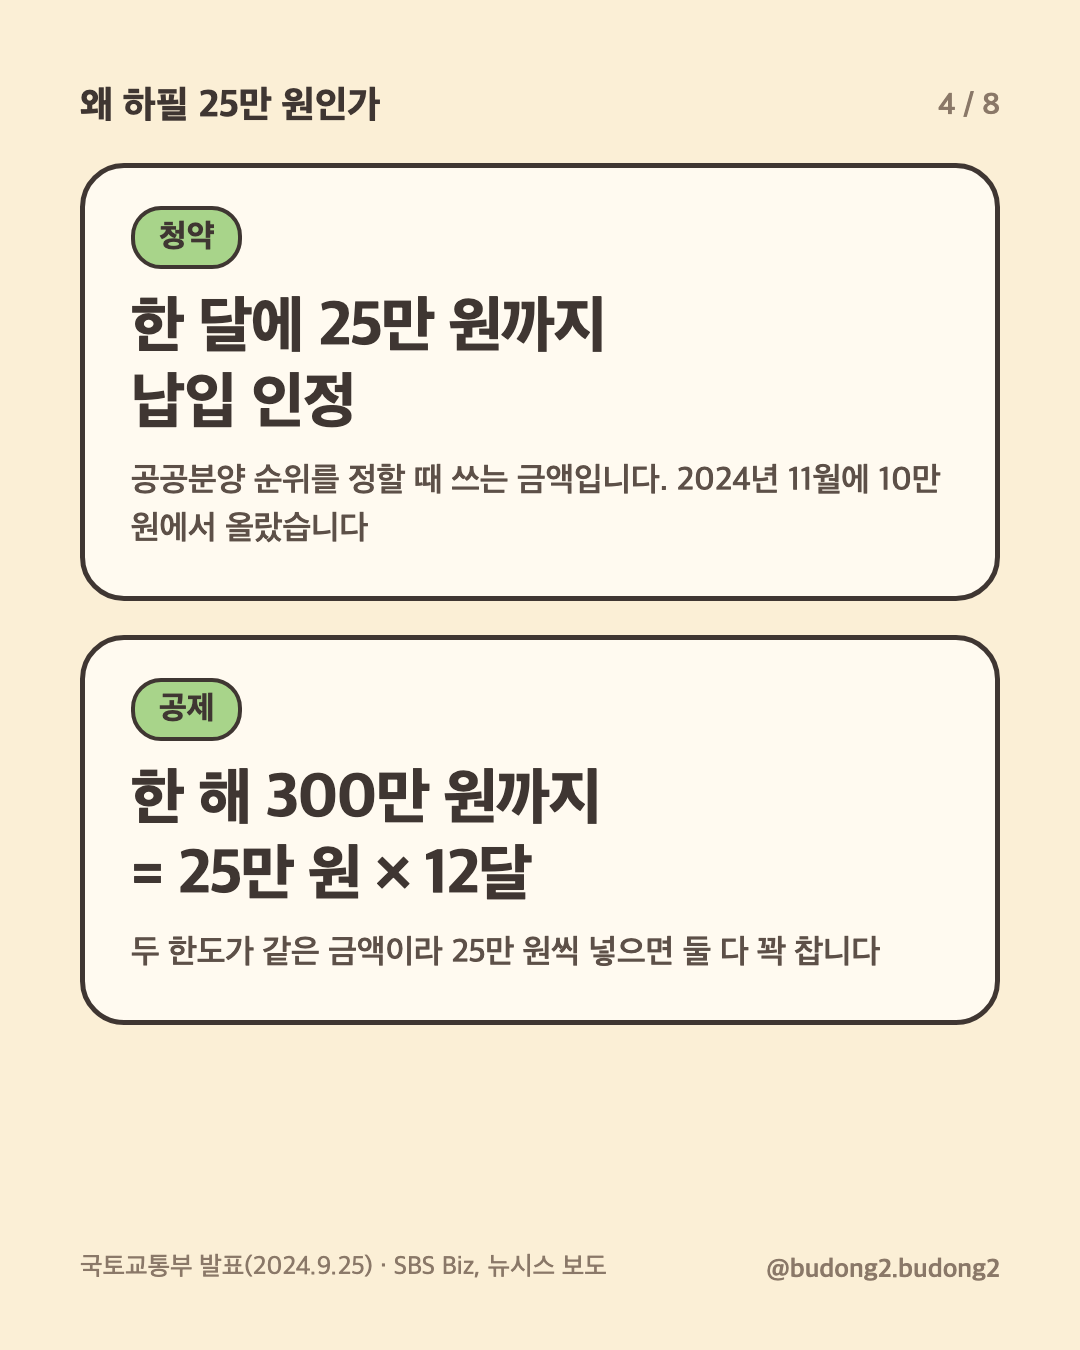 왜 하필 25만 원인가
4 / 8
청약
한 달에 25만 원까지
납입 인정
공공분양 순위를 정할 때 쓰는 금액입니다. 2024년 11월에 10만
원에서 올랐습니다
공제
한 해 300만 원까지
= 25만 원 × 12달
두 한도가 같은 금액이라 25만 원씩 넣으면 둘 다 꽉 찹니다
국토교통부 발표(2024.9.25) · SBS Biz, 뉴시스 보도
@budong2.budong2